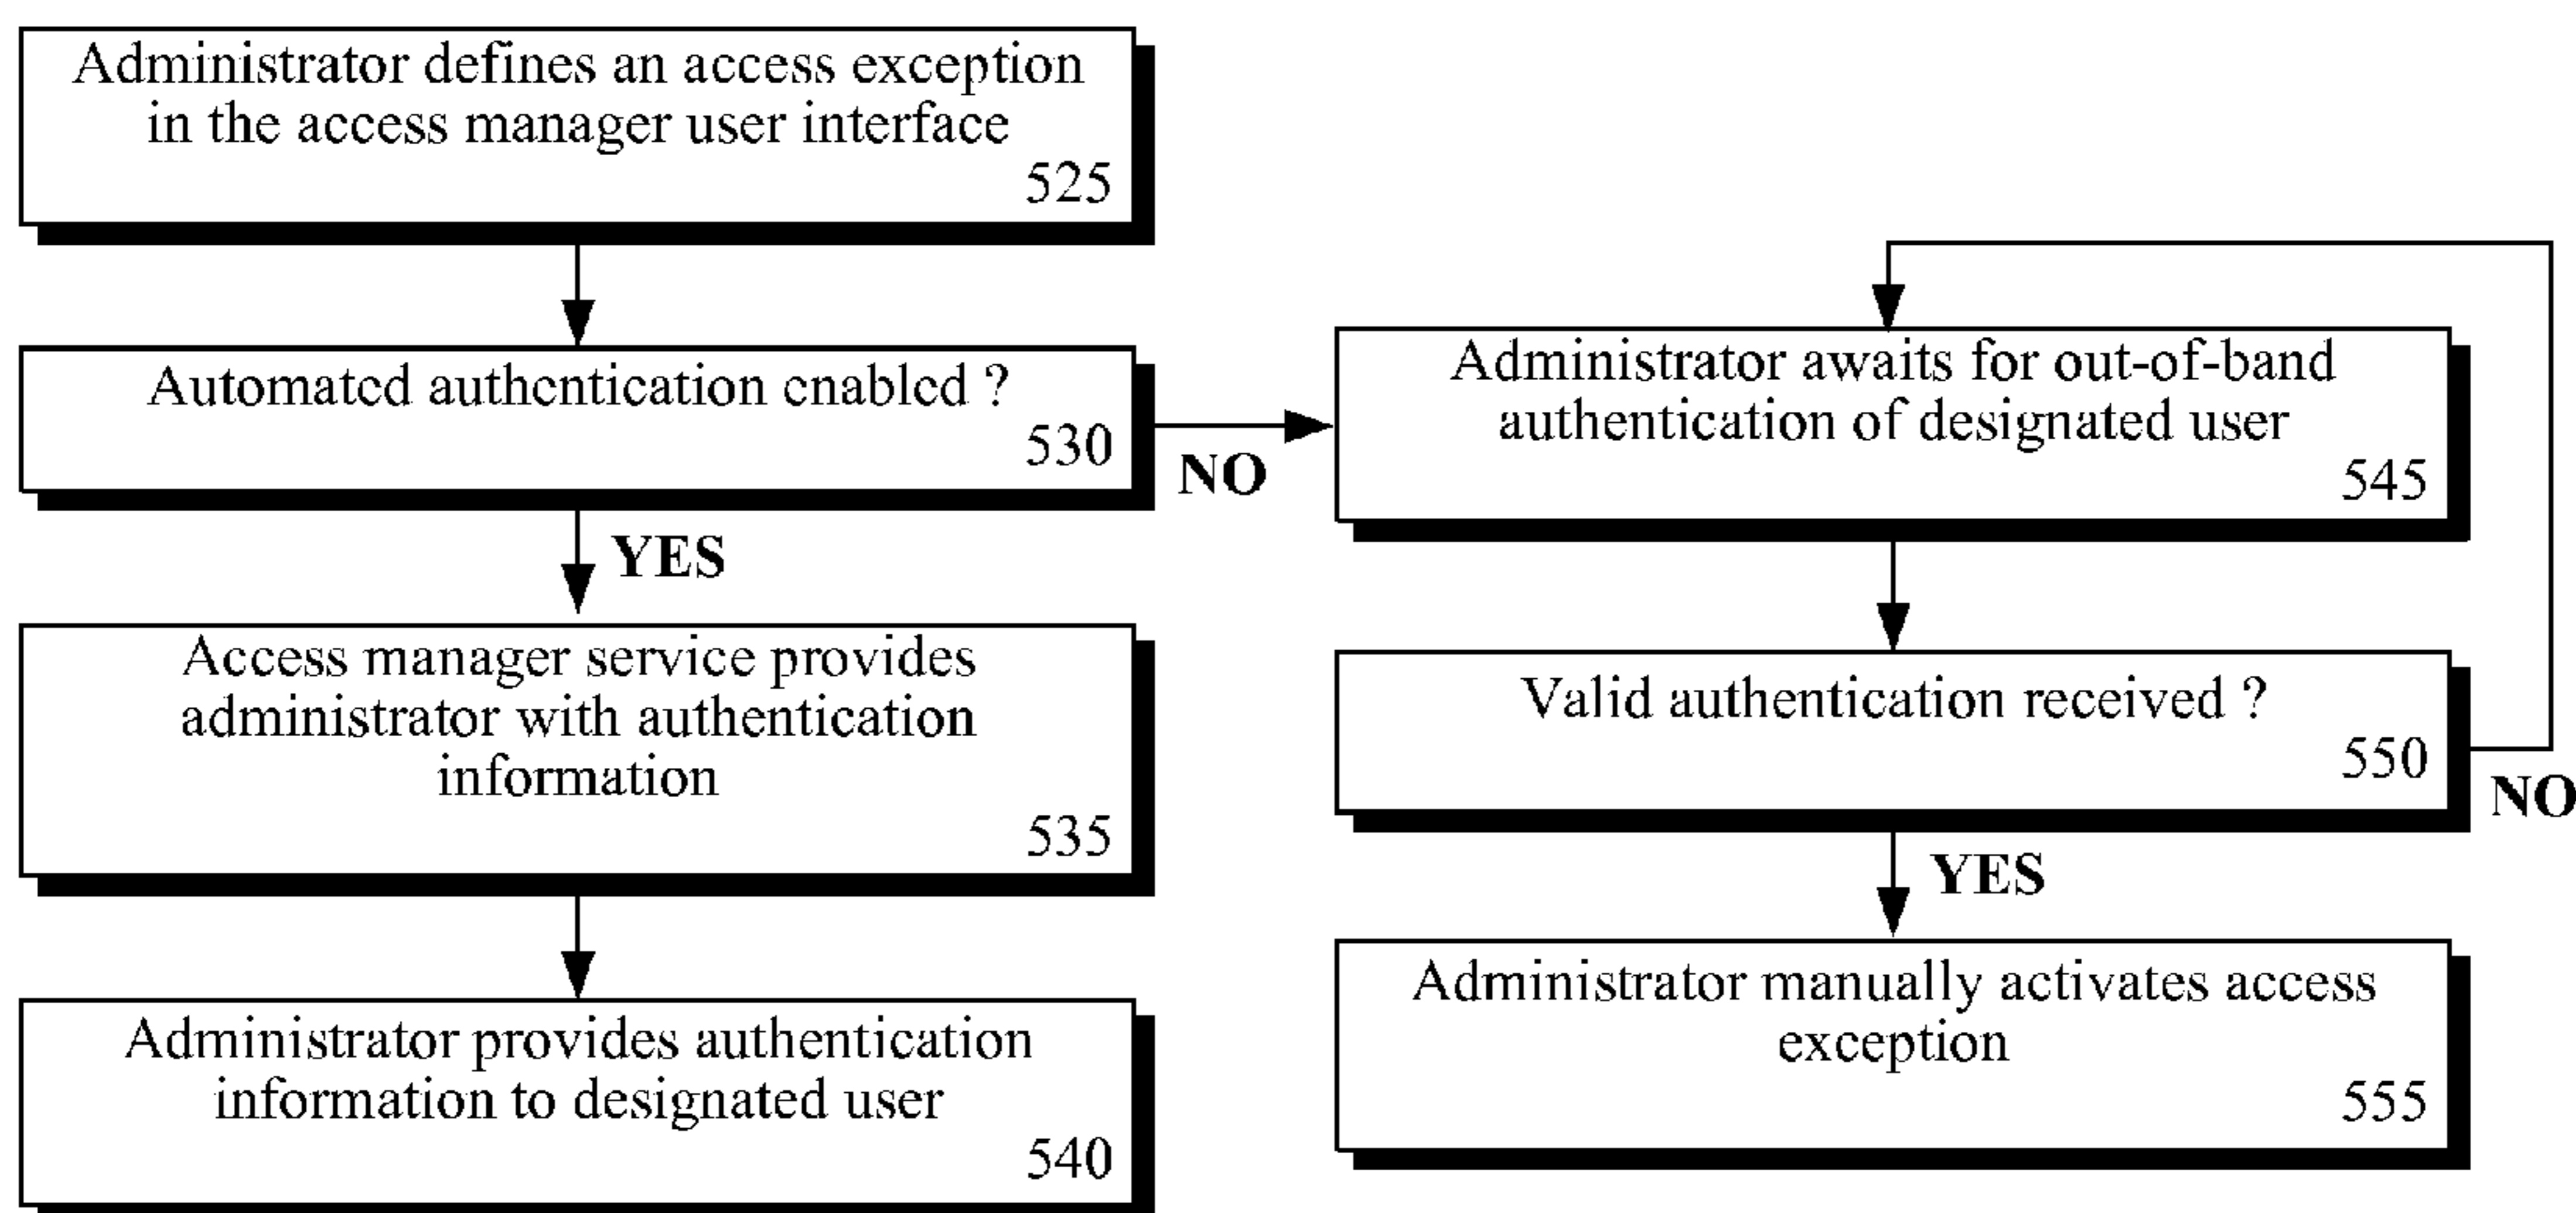 Administrator defines an access exception
in the access manager user interface
525
Automated authentication enabled ?
530
NO
YES
Access manager service provides
administrator with authentication
information
535
Administrator provides authentication
information to designated user
540
Administrator awaits for out-of-band
authentication of designated user
545
Valid authentication received ?
550
NO
YES
Administrator manually activates access
exception
555